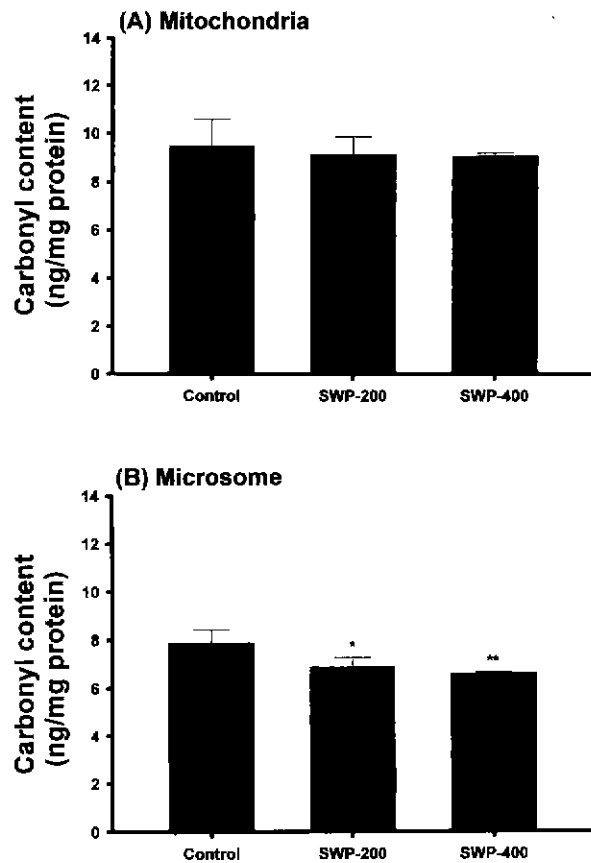 (A) Mitochondria
14
12
10
8
6
4
2
0
Carbonyl content
(ng/mg protein)
Control SWP-200 SWP-400
(B) Microsome
14
12
10
8
6
4
2
0
Carbonyl content
(ng/mg protein)
* **
Control SWP-200 SWP-400